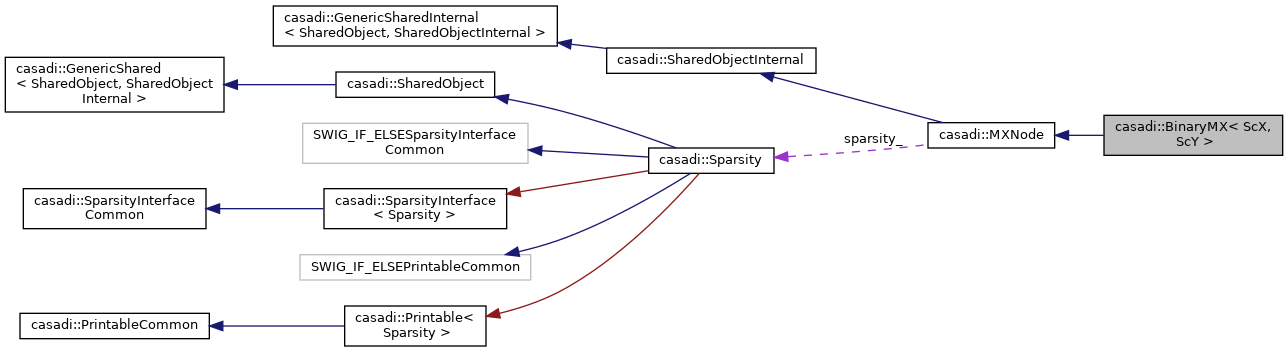 casadi::GenericSharedInternal
< SharedObject, SharedObjectInternal >
casadi::GenericShared
< SharedObject, SharedObject
Internal >
casadi::SharedObject
casadi::SharedObjectInternal
SWIG_IF_ELSESparsityInterface
Common
casadi::Sparsity
sparsity_
casadi::MXNode
casadi::BinaryMX< ScX,
ScY >
casadi::SparsityInterface
Common
casadi::SparsityInterface
< Sparsity >
SWIG_IF_ELSEPrintableCommon
casadi::PrintableCommon
casadi::Printable<
Sparsity >